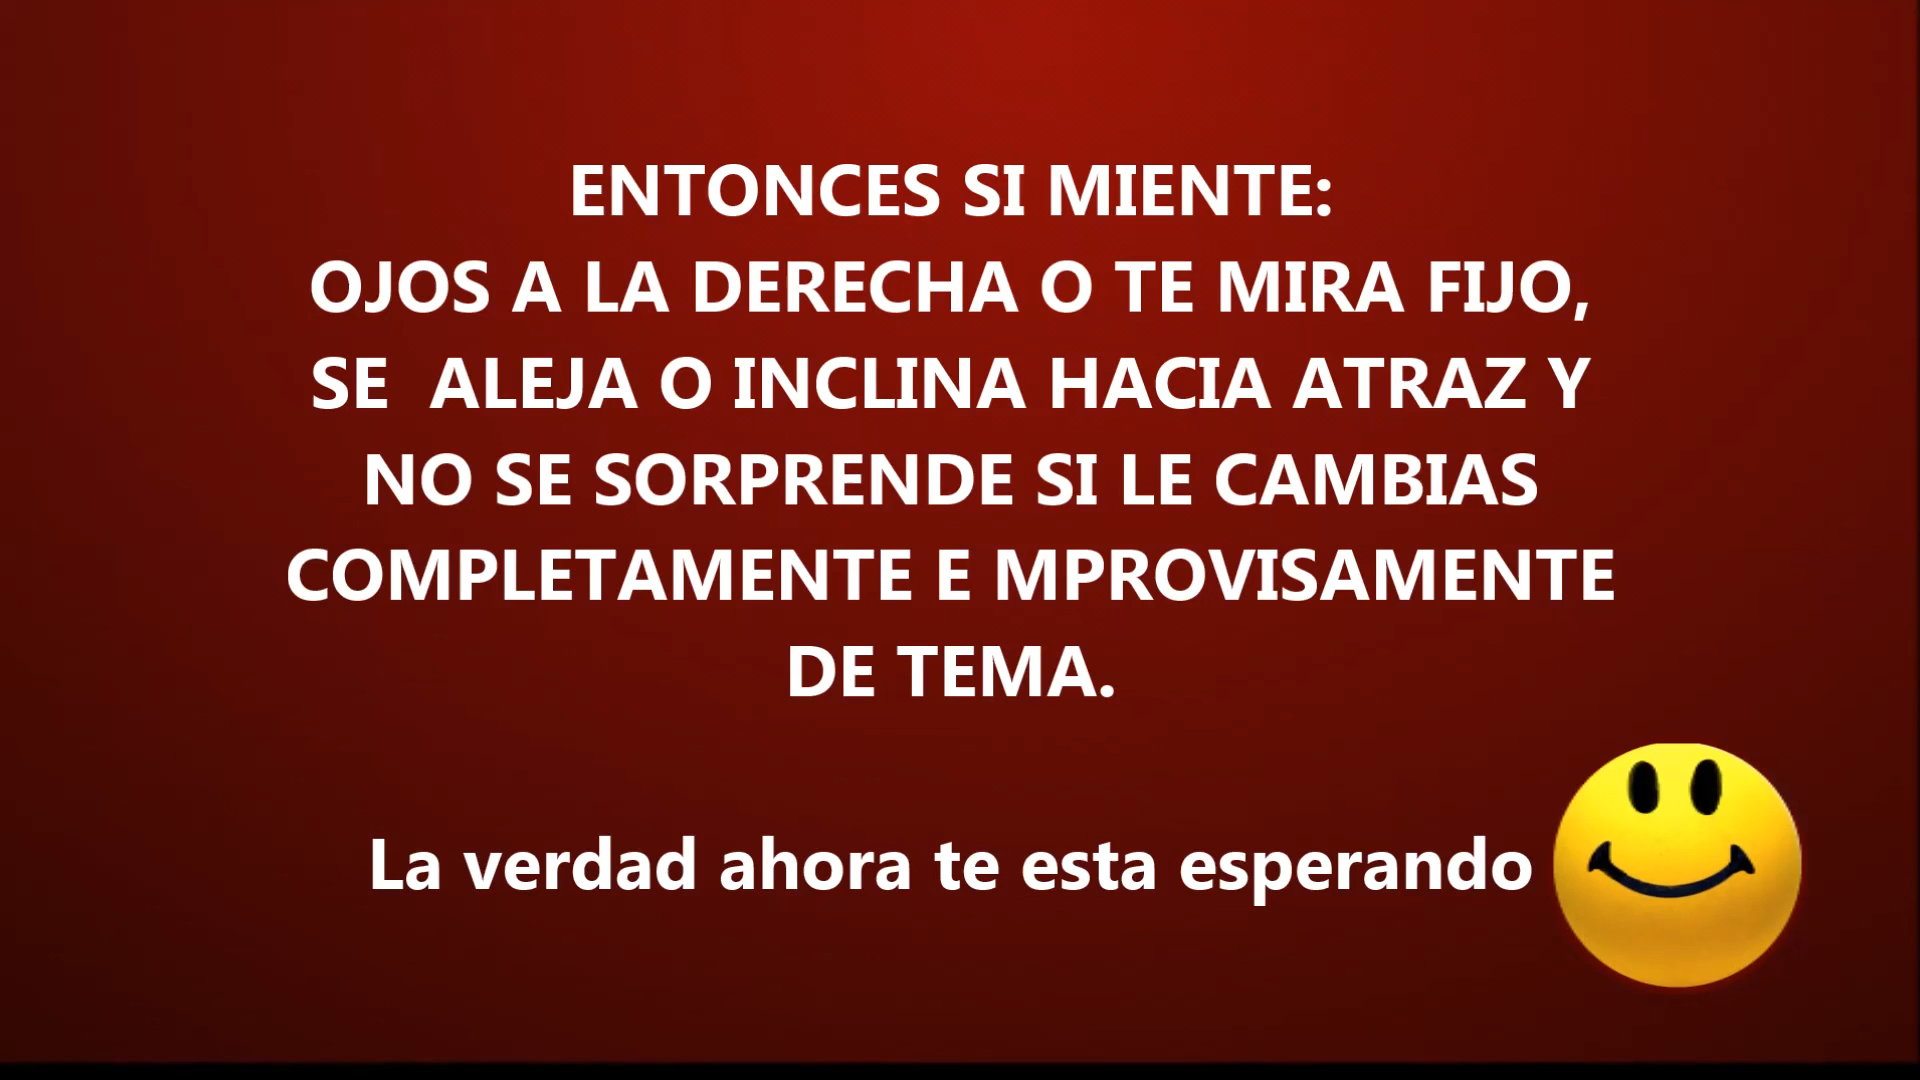 ENTONCES SI MIENTE:
OJOS A LA DERECHA O TE MIRA FIJO,
SE  ALEJA O INCLINA HACIA ATRAZ Y
NO SE SORPRENDE SI LE CAMBIAS
COMPLETAMENTE E MPROVISAMENTE
DE TEMA.
La verdad ahora te esta esperando